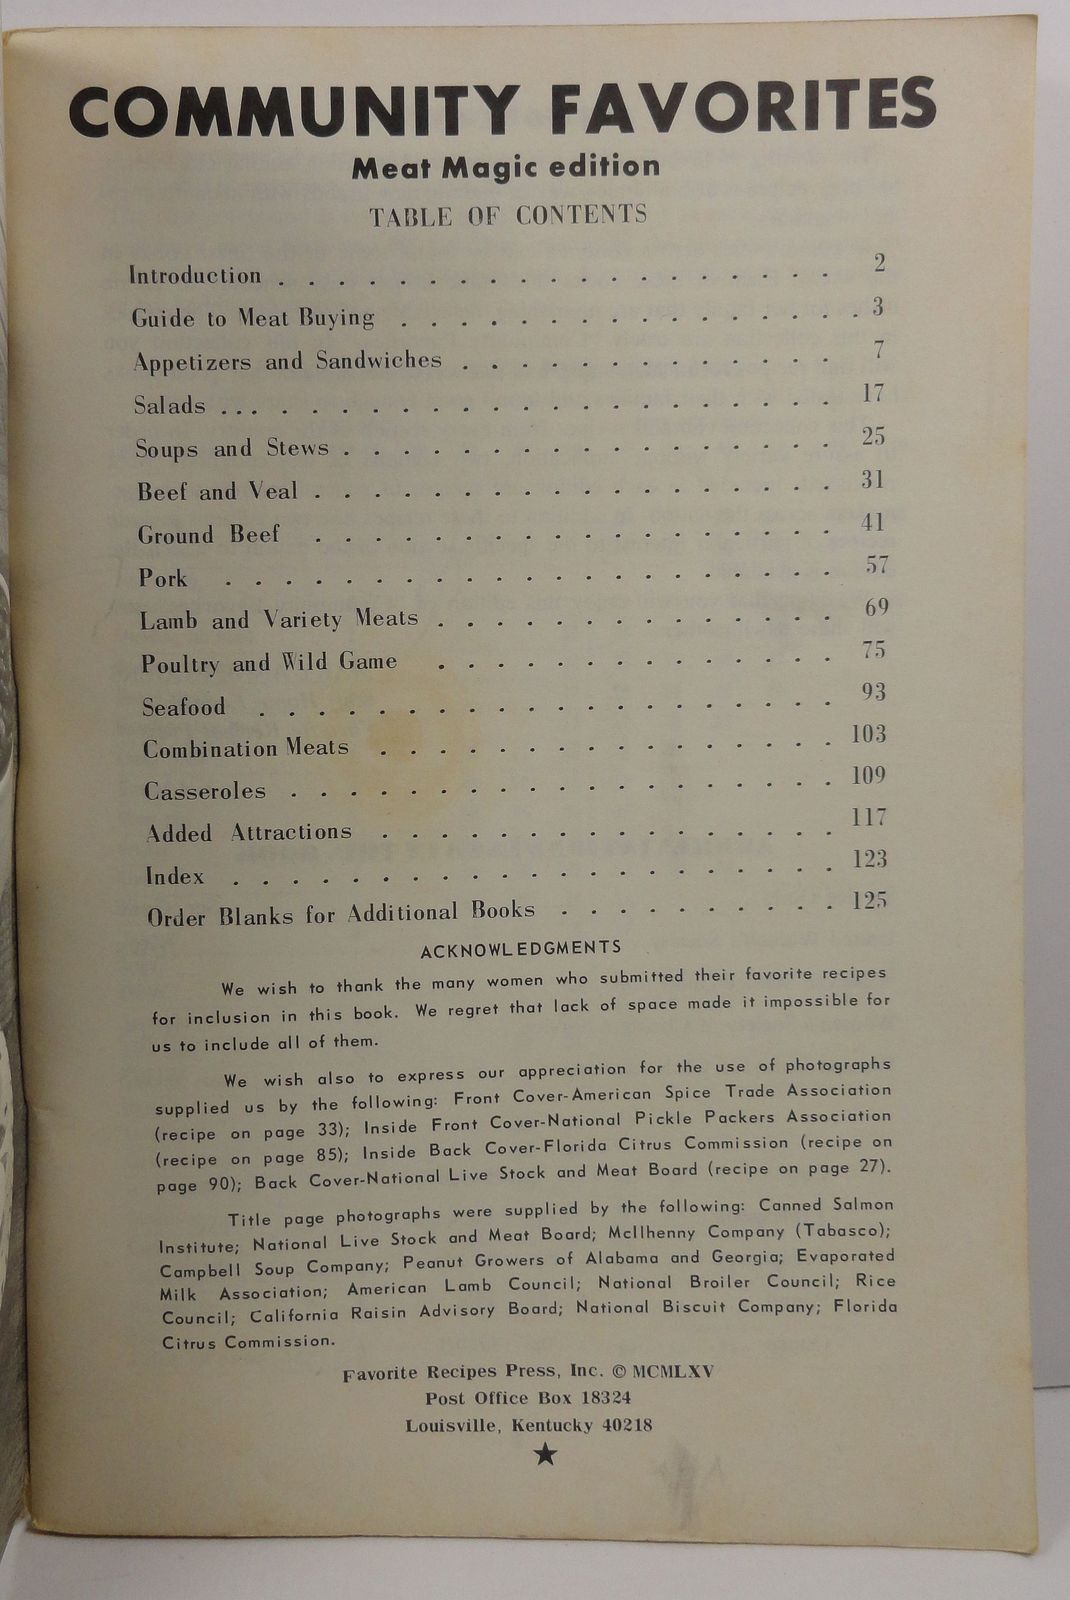 COMMUNITY FAVORITES
Meat Magic edition
TABLE OF CONTENTS
Introduction . . . . . . . . . . . . . . . . . . . 2
Guide to Meat Buying . . . . . . . . . . . . . . . . 3
Appetizers and Sandwiches . . . . . . . . . . . . . 7
Salads . . . . . . . . . . . . . . . . . . . . . 17
Soups and Stews . . . . . . . . . . . . . . . . . 25
Beef and Veal . . . . . . . . . . . . . . . . . . 31
Ground Beef . . . . . . . . . . . . . . . . . . 41
Pork . . . . . . . . . . . . . . . . . . . . . 57
Lamb and Variety Meats . . . . . . . . . . . . . . 69
Poultry and Wild Game . . . . . . . . . . . . . . 75
Seafood . . . . . . . . . . . . . . . . . . . . 93
Combination Meats . . . . . . . . . . . . . . . . 103
Casseroles . . . . . . . . . . . . . . . . . . . 109
Added Attractions . . . . . . . . . . . . . . . . 117
Index . . . . . . . . . . . . . . . . . . . . . 123
Order Blanks for Additional Books . . . . . . . . . . 125
ACKNOWLEDGMENTS
We wish to thank the many women who submitted their favorite recipes
for inclusion in this book. We regret that lack of space made it impossible for
us to include all of them.
We wish also to express our appreciation for the use of photographs
supplied us by the following: Front Cover-American Spice Trade Association
(recipe on page 33); Inside Front Cover-National Pickle Packers Association
(recipe on page 85); Inside Back Cover-Florida Citrus Commission (recipe on
page 90); Back Cover-National Live Stock and Meat Board (recipe on page 27).
Title page photographs were supplied by the following: Canned Salmon
Institute; National Live Stock and Meat Board; McIlhenny Company (Tabasco);
Campbell Soup Company; Peanut Growers of Alabama and Georgia; Evaporated
Milk Association; American Lamb Council; National Broiler Council; Rice
Council; California Raisin Advisory Board; National Biscuit Company; Florida
Citrus Commission.
Favorite Recipes Press, Inc. © MCMLXV
Post Office Box 18324
Louisville, Kentucky 40218